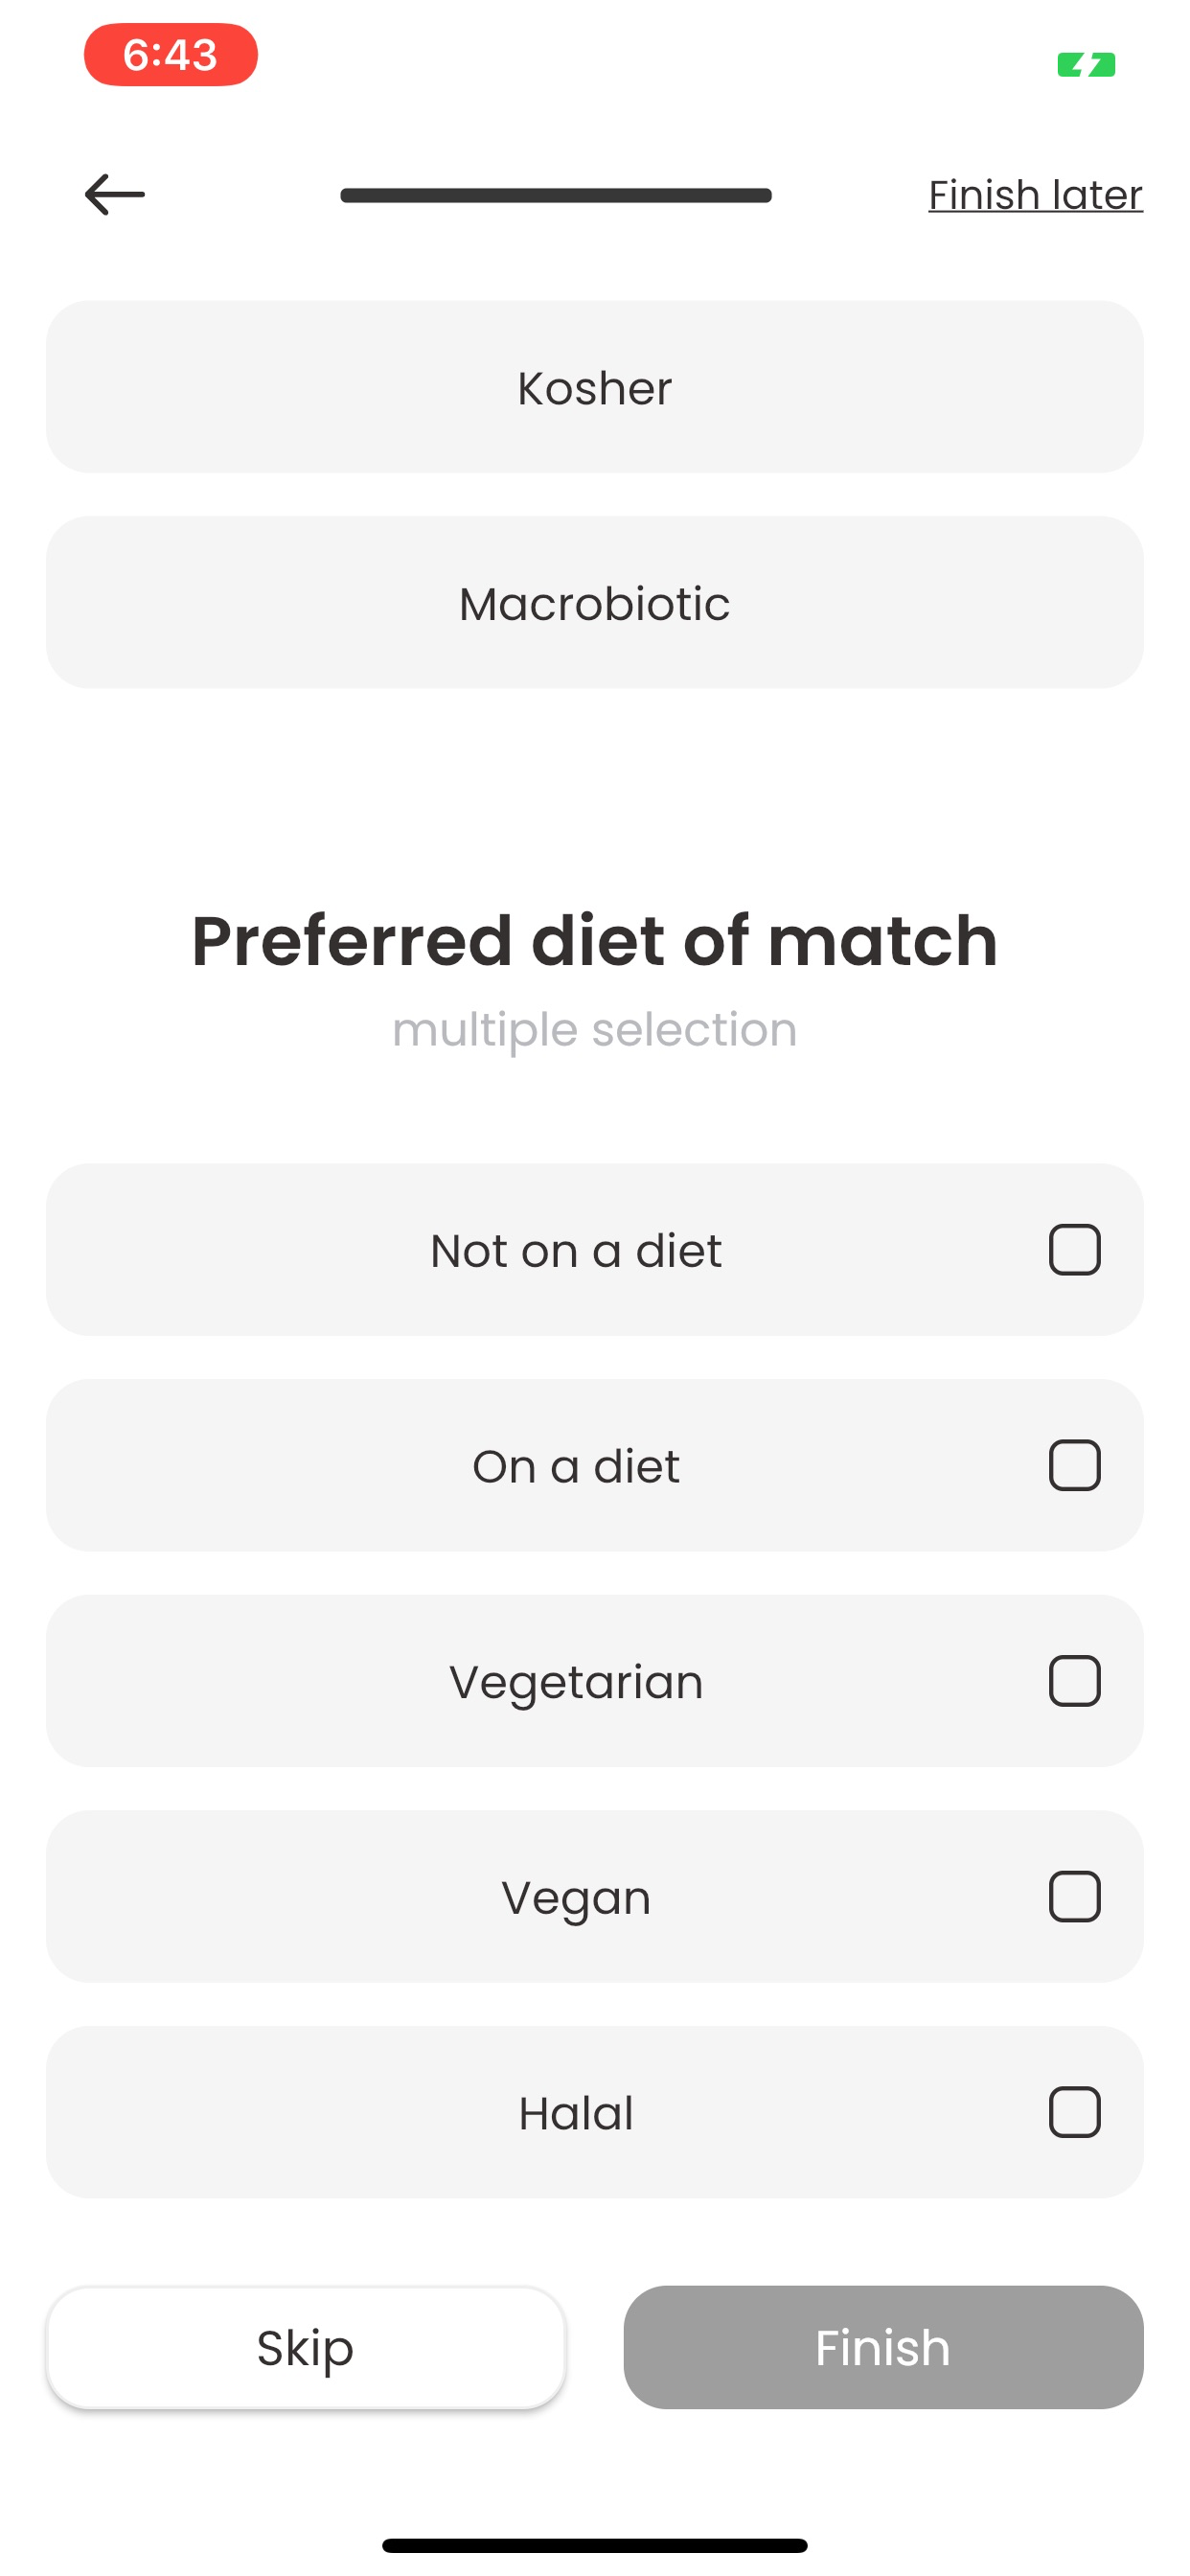 6:43
Finish later
Kosher
Macrobiotic
Preferred diet of match
multiple selection
Not on a diet
On a diet
Vegetarian
Vegan
Halal
Skip
Finish